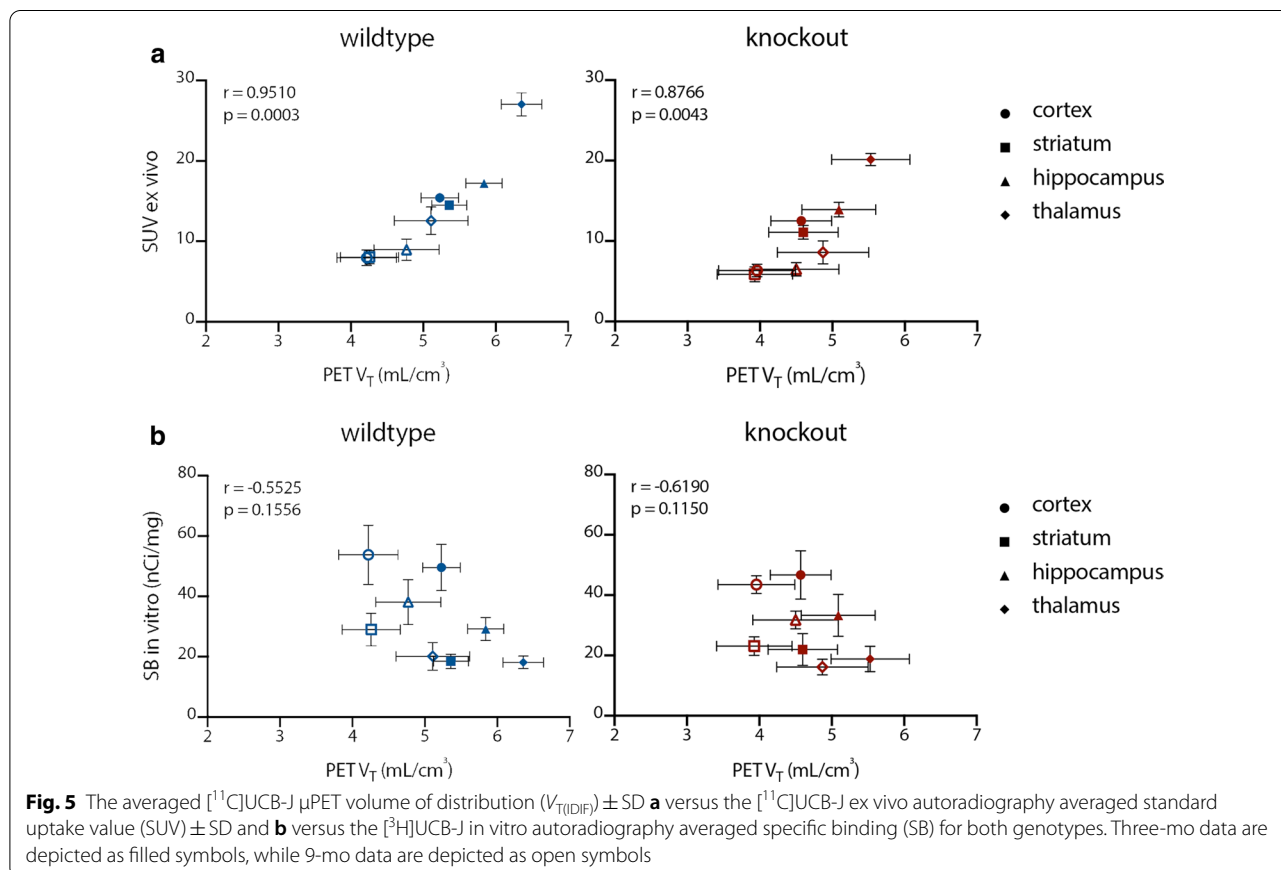 a
wildtype
knockout
r = 0.9510
p = 0.0003
SUV ex vivo
30
20
10
0
2 3 4 5 6 7
PET V_T (mL/cm³)
r = 0.8766
p = 0.0043
30
20
10
0
2 3 4 5 6 7
PET V_T (mL/cm³)
cortex
striatum
hippocampus
thalamus
b
wildtype
knockout
r = -0.5525
p = 0.1556
SB in vitro (nCi/mg)
80
60
40
20
0
2 3 4 5 6 7
PET V_T (mL/cm³)
r = -0.6190
p = 0.1150
80
60
40
20
0
2 3 4 5 6 7
PET V_T (mL/cm³)
cortex
striatum
hippocampus
thalamus
Fig. 5 The averaged [¹¹C]UCB-J µPET volume of distribution (V_T(IDIF)) ± SD a versus the [¹¹C]UCB-J ex vivo autoradiography averaged standard
uptake value (SUV) ± SD and b versus the [³H]UCB-J in vitro autoradiography averaged specific binding (SB) for both genotypes. Three-mo data are
depicted as filled symbols, while 9-mo data are depicted as open symbols